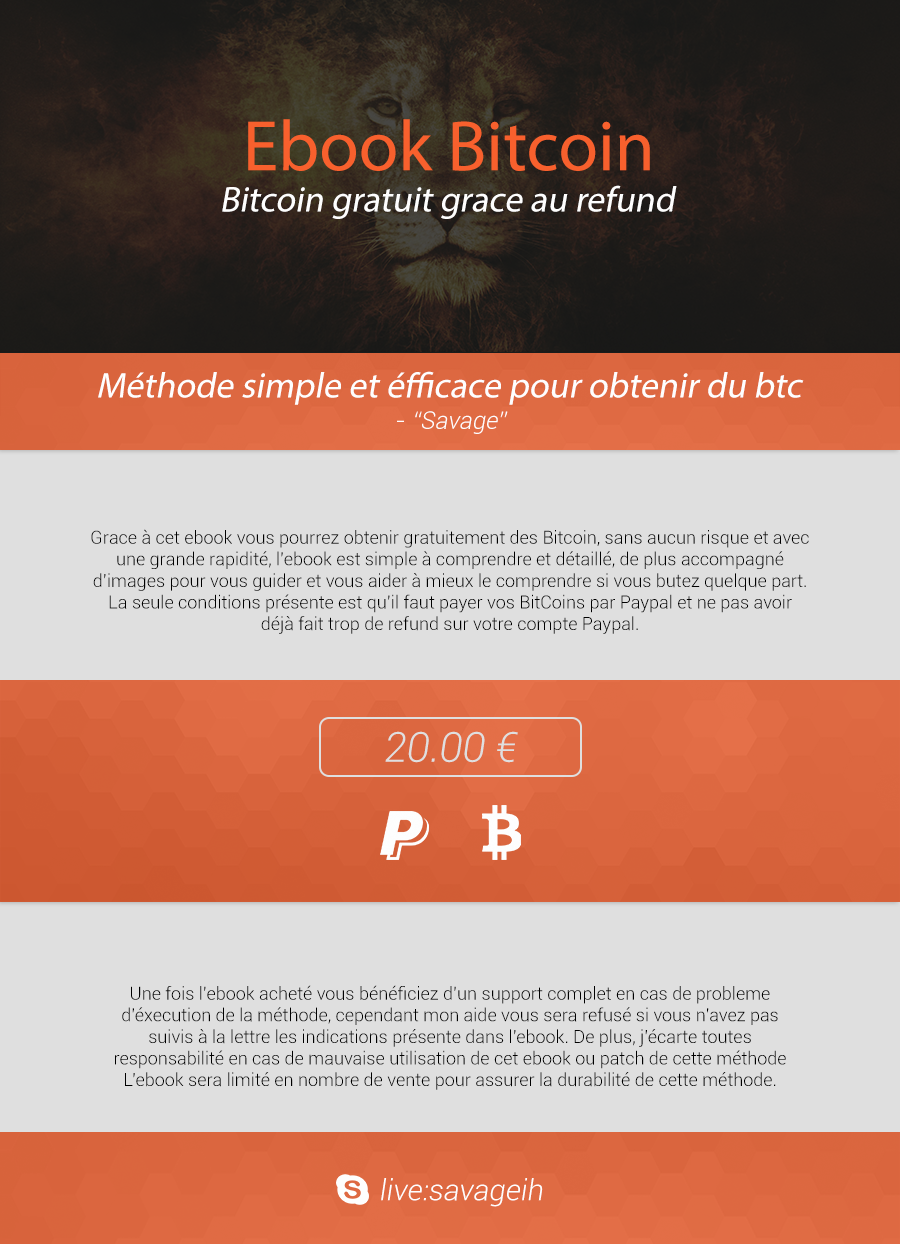 Ebook Bitcoin
Bitcoin gratuit grace au refund
Méthode simple et éfficace pour obtenir du btc
- “Savage”
Grace à cet ebook vous pourrez obtenir gratuitement des Bitcoin, sans aucun risque et avec
une grande rapidité, l'ebook est simple à comprendre et détaillé, de plus accompagné
d'images pour vous guider et vous aider à mieux le comprendre si vous butez quelque part.
La seule conditions présente est qu'il faut payer vos BitCoins par Paypal et ne pas avoir
déjà fait trop de refund sur votre compte Paypal.
20.00 €
Une fois l'ebook acheté vous bénéficiez d'un support complet en cas de probleme
d'éxecution de la méthode, cependant mon aide vous sera refusé si vous n'avez pas
suivis à la lettre les indications présente dans l'ebook. De plus, j'écarte toutes
responsabilité en cas de mauvaise utilisation de cet ebook ou patch de cette méthode
L'ebook sera limité en nombre de vente pour assurer la durabilité de cette méthode.
live:savageih